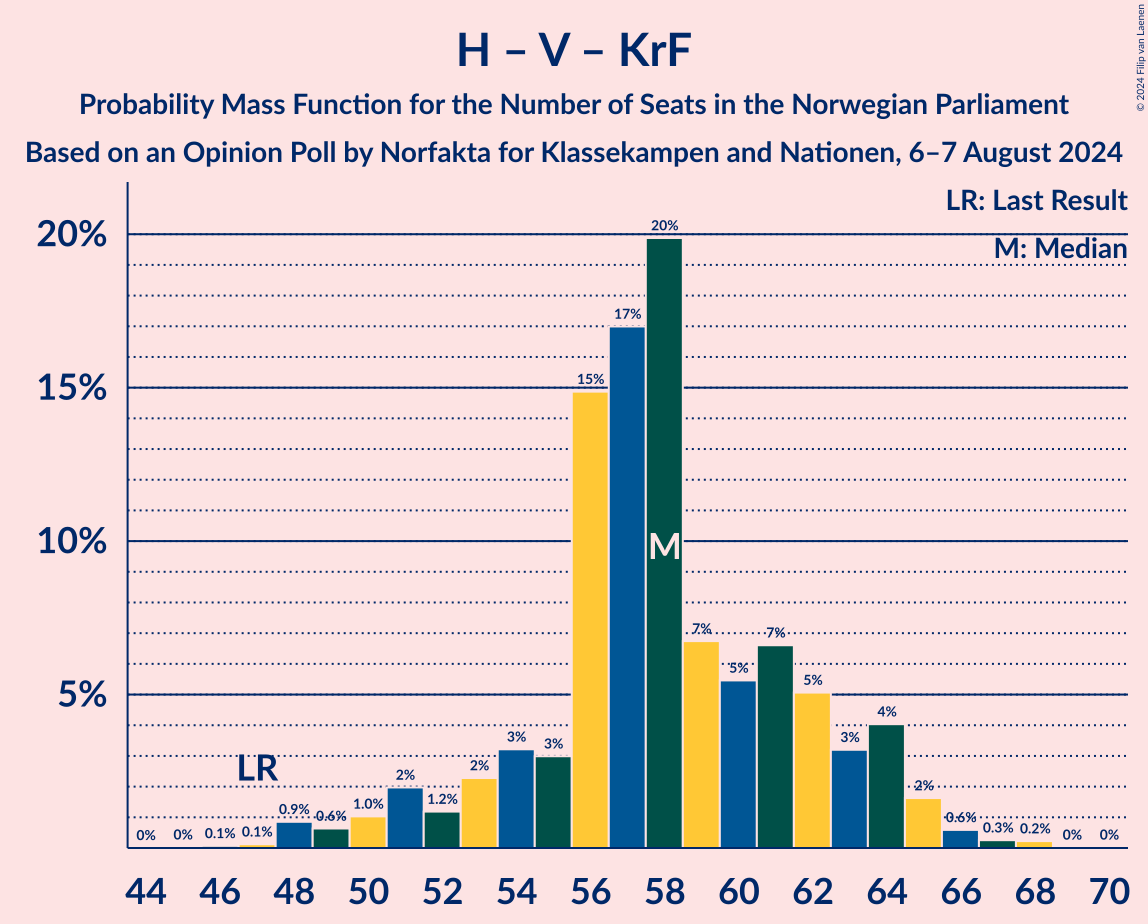 H – V – KrF
Probability Mass Function for the Number of Seats in the Norwegian Parliament
Based on an Opinion Poll by Norfakta for Klassekampen and Nationen, 6–7 August 2024
© 2024 Filip van Laenen
LR: Last Result
M: Median
20%
15%
10%
5%
0% 0% 0.1% 0.1% 0.9% 0.6% 1.0% 2% 1.2% 2% 3% 3% 15% 17% 20% 7% 5% 7% 5% 3% 4% 2% 0.6% 0.3% 0.2% 0% 0%
LR
M
44 46 48 50 52 54 56 58 60 62 64 66 68 70